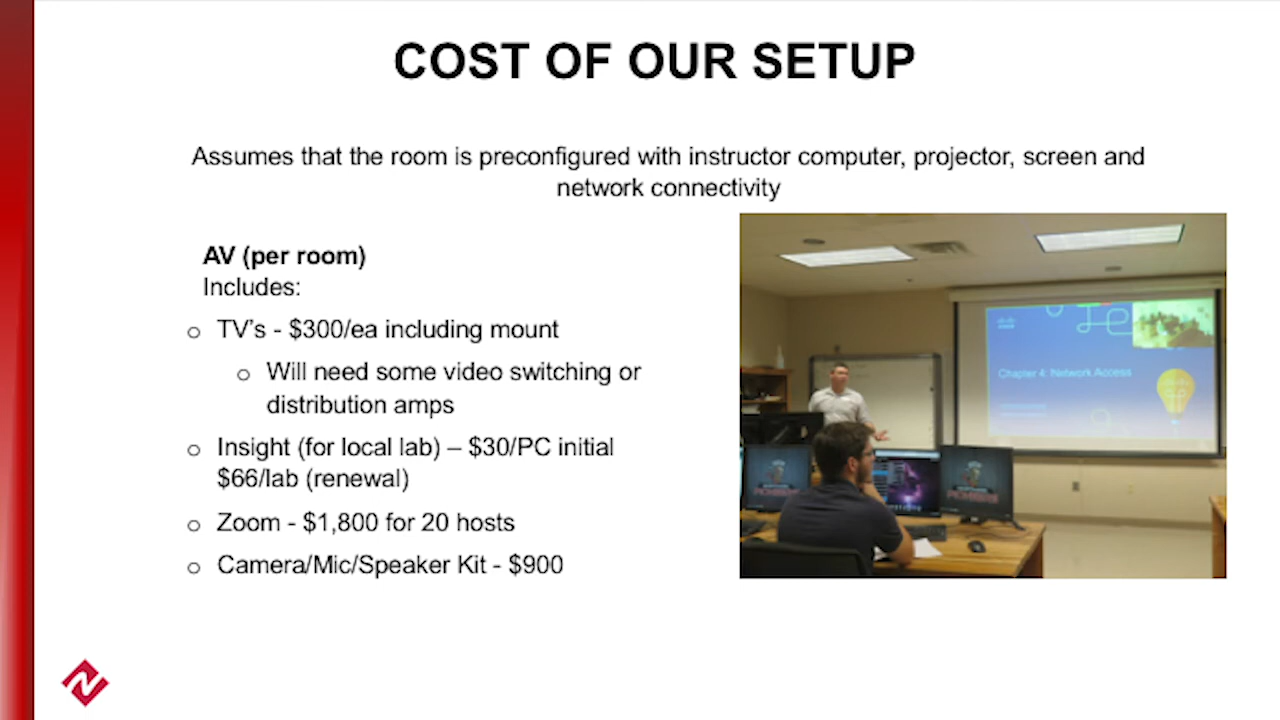 COST OF OUR SETUP
Assumes that the room is preconfigured with instructor computer, projector, screen and
network connectivity
AV (per room)
Includes:
o TV's - $300/ea including mount
o Will need some video switching or
distribution amps
o Insight (for local lab) – $30/PC initial
$66/lab (renewal)
o Zoom - $1,800 for 20 hosts
o Camera/Mic/Speaker Kit - $900
Chapter 4: Network Access